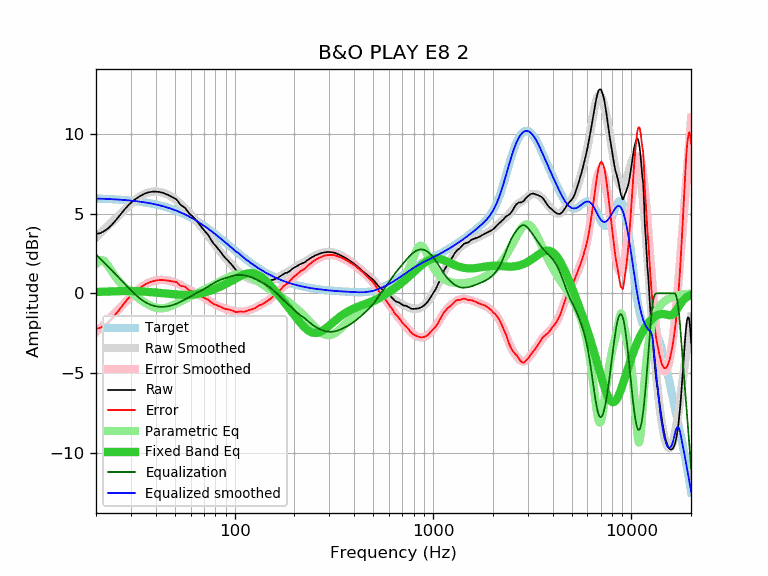 B&O PLAY E8 2
10
5
0
−5
−10
Amplitude (dBr)
Target
Raw Smoothed
Error Smoothed
Raw
Error
Parametric Eq
Fixed Band Eq
Equalization
Equalized smoothed
100
1000
10000
Frequency (Hz)